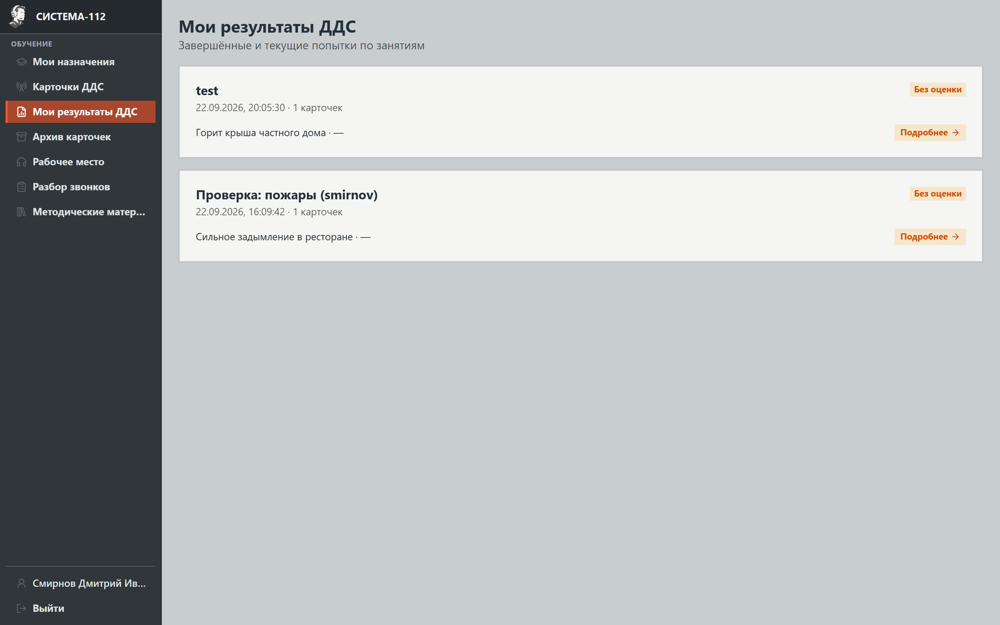 СИСТЕМА-112
ОБУЧЕНИЕ
Мои назначения
Карточки ДДС
Мои результаты ДДС
Архив карточек
Рабочее место
Разбор звонков
Методические матер...
Смирнов Дмитрий Ив...
Выйти
Мои результаты ДДС
Завершённые и текущие попытки по занятиям
test
Без оценки
22.09.2026, 20:05:30 · 1 карточек
Горит крыша частного дома · —
Подробнее →
Проверка: пожары (smirnov)
Без оценки
22.09.2026, 16:09:42 · 1 карточек
Сильное задымление в ресторане · —
Подробнее →